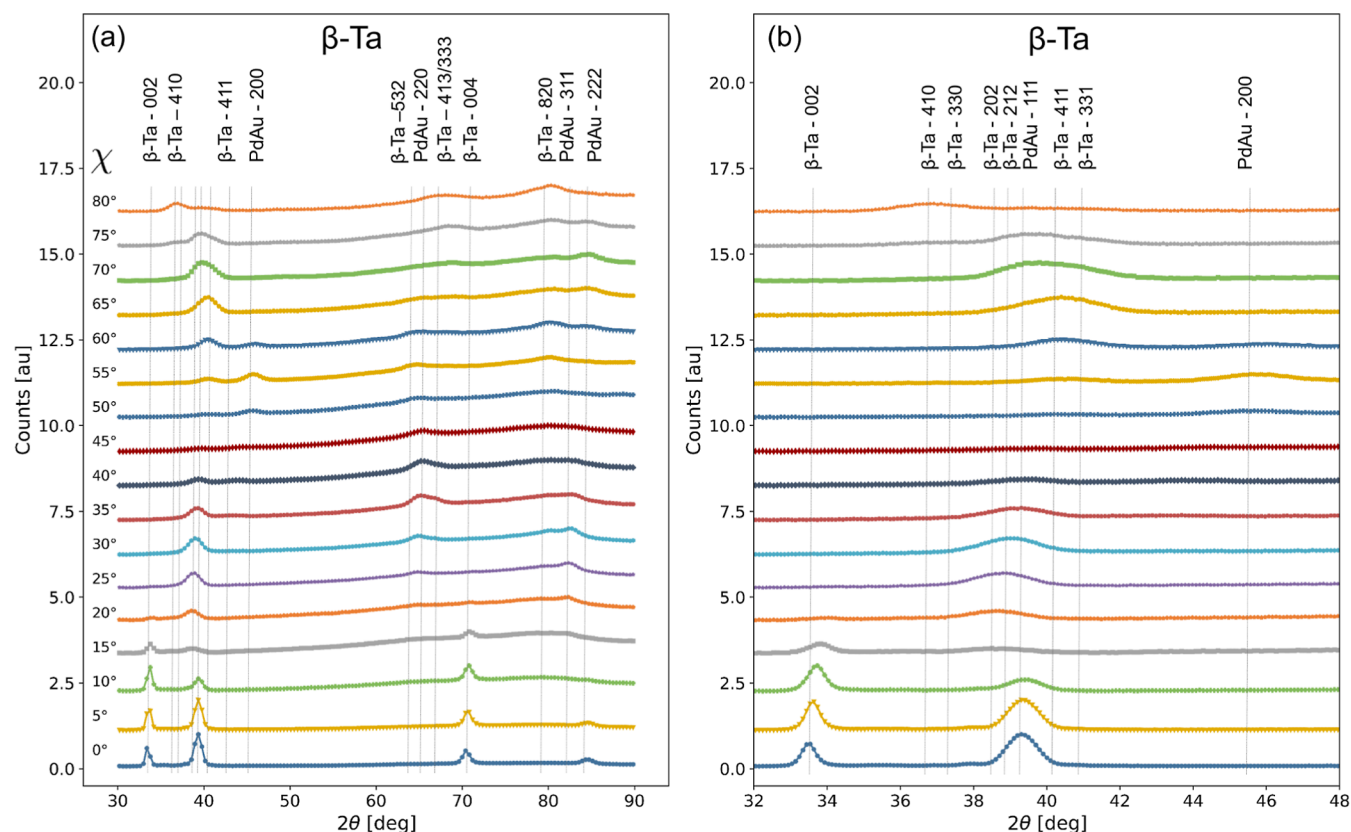 (a)
β-Ta
β-Ta - 002
β-Ta – 410
β-Ta - 411
PdAu - 200
β-Ta –532
PdAu - 220
β-Ta – 413/333
β-Ta - 004
β-Ta - 820
PdAu - 311
PdAu - 222
χ
80°
75°
70°
65°
60°
55°
50°
45°
40°
35°
30°
25°
20°
15°
10°
5°
0°
Counts [au]
20.0
17.5
15.0
12.5
10.0
7.5
5.0
2.5
0.0
30 40 50 60 70 80 90
2θ [deg]
(b)
β-Ta
β-Ta - 002
β-Ta - 410
β-Ta - 330
β-Ta - 202
β-Ta - 212
PdAu - 111
β-Ta - 411
β-Ta - 331
PdAu - 200
Counts [au]
20.0
17.5
15.0
12.5
10.0
7.5
5.0
2.5
0.0
32 34 36 38 40 42 44 46 48
2θ [deg]